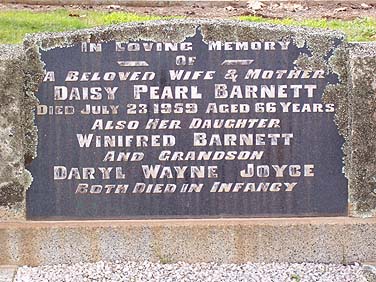 In Loving Memory
of
A Beloved Wife & Mother
Daisy Pearl Barnett
Died July 23 1959 Aged 66 Years
Also Her Daughter
Winifred Barnett
And Grandson
Daryl Wayne Joyce
Both Died in Infancy